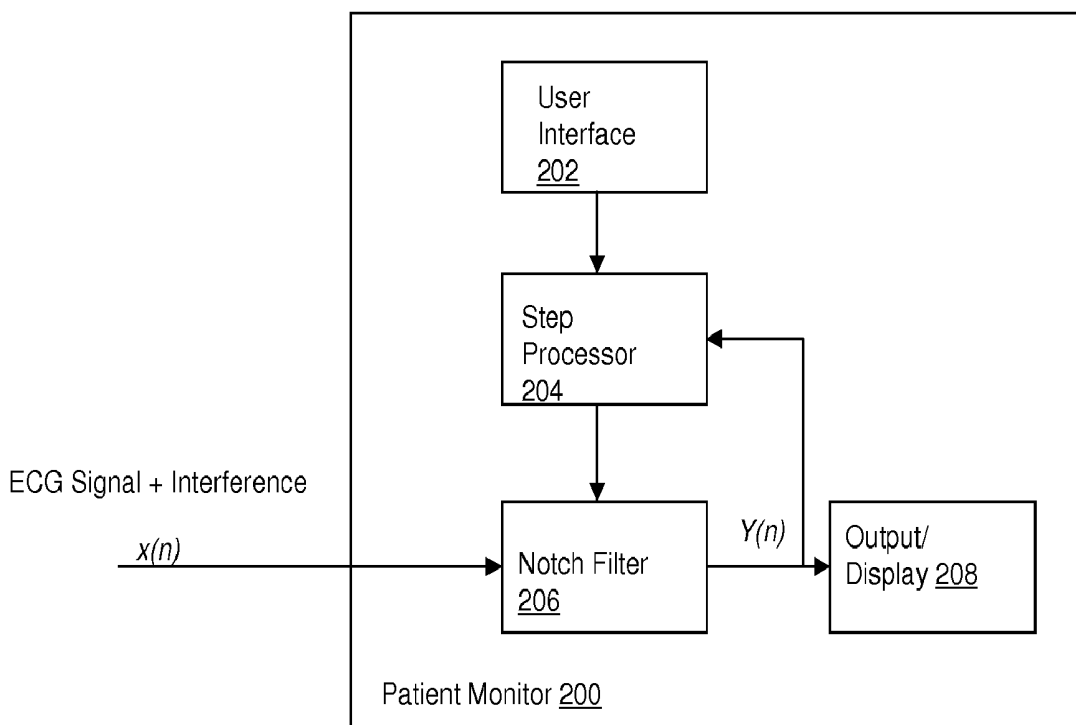 User
Interface
202
Step
Processor
204
ECG Signal + Interference
x(n)
Notch Filter
206
Y(n)
Output/
Display 208
Patient Monitor 200